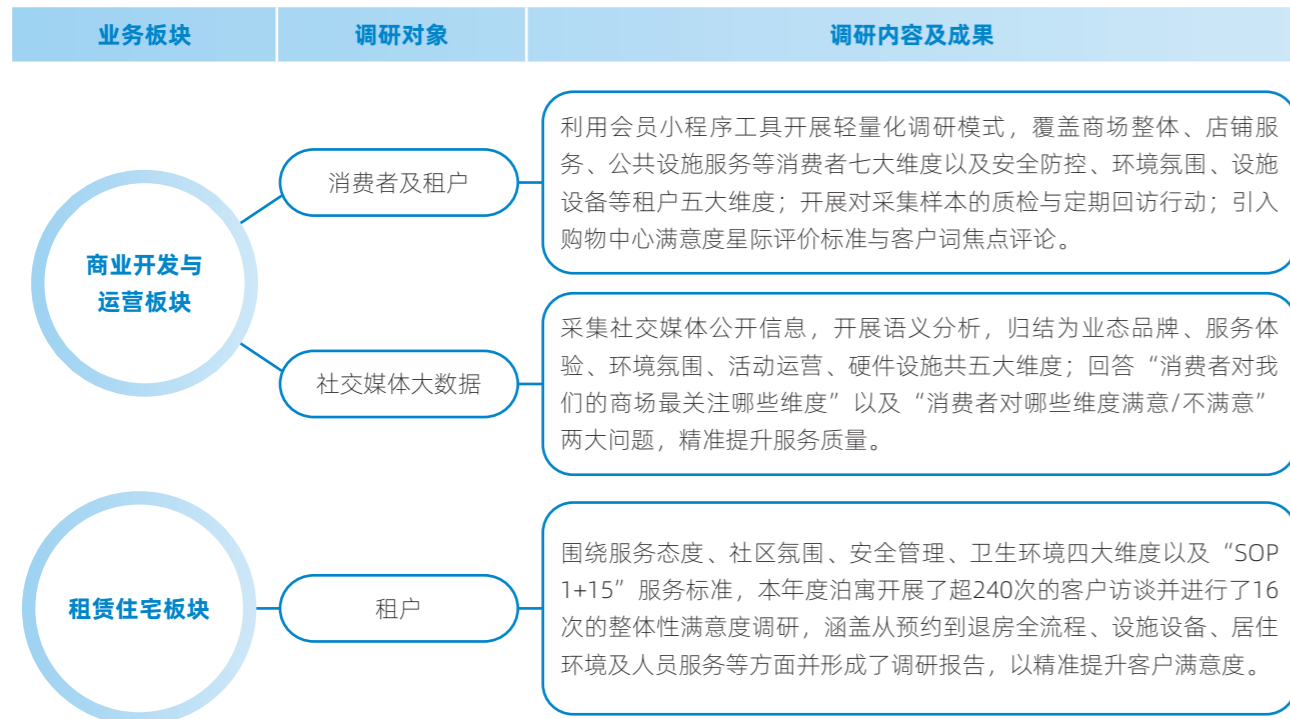 业务板块 调研对象 调研内容及成果
商业开发与
运营板块
消费者及租户
利用会员小程序工具开展轻量化调研模式，覆盖商场整体、店铺服
务、公共设施服务等消费者七大维度以及安全防控、环境氛围、设施
设备等租户五大维度；开展对采集样本的质检与定期回访行动；引入
购物中心满意度星际评价标准与客户词焦点评论。
社交媒体大数据
采集社交媒体公开信息，开展语义分析，归结为业态品牌、服务体
验、环境氛围、活动运营、硬件设施共五大维度；回答“消费者对我
们的商场最关注哪些维度”以及“消费者对哪些维度满意/不满意”
两大问题，精准提升服务质量。
租赁住宅板块
租户
围绕服务态度、社区氛围、安全管理、卫生环境四大维度以及“SOP
1+15”服务标准，本年度泊寓开展了超240次的客户访谈并进行了16
次的整体性满意度调研，涵盖从预约到退房全流程、设施设备、居住
环境及人员服务等方面并形成了调研报告，以精准提升客户满意度。